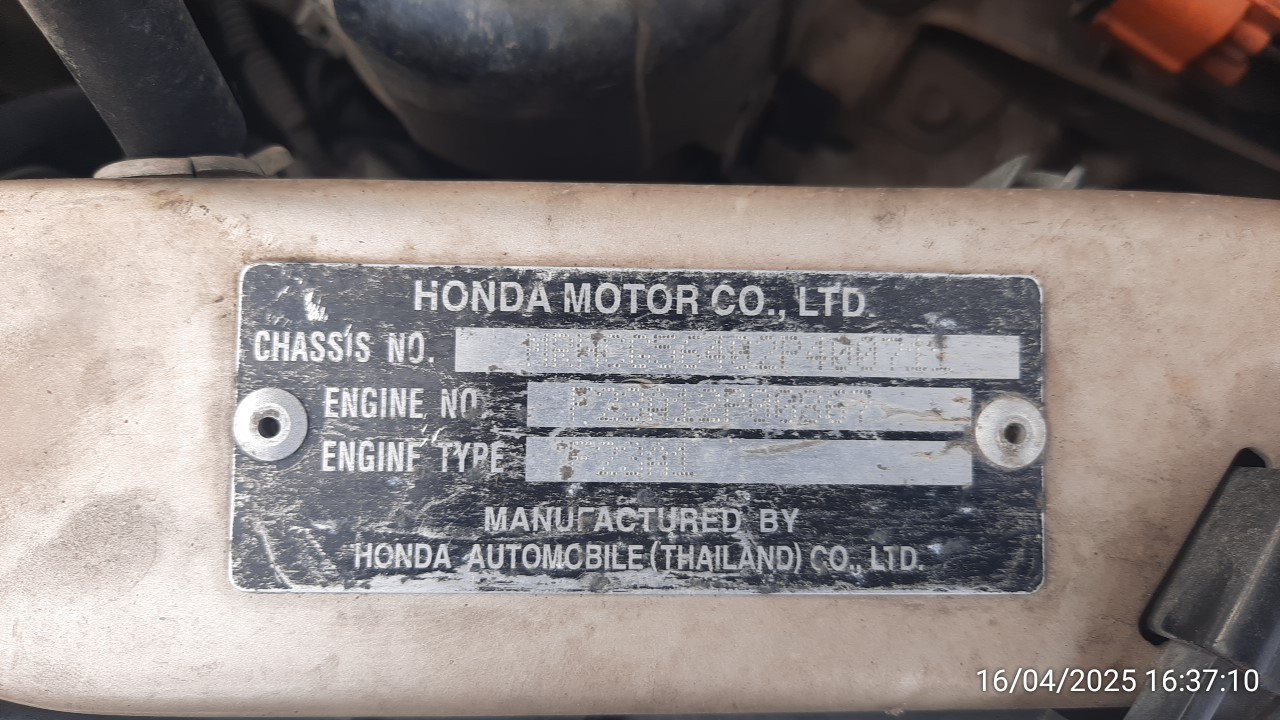 HONDA MOTOR CO., LTD.
CHASSIS NO.
ENGINE NO.
ENGINE TYPE
MANUFACTURED BY
HONDA AUTOMOBILE (THAILAND) CO., LTD.
16/04/2025 16:37:10